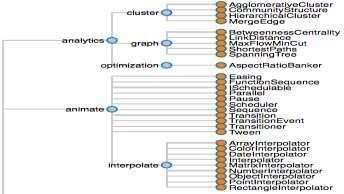 AgglomerativeCluster
CommunityStructure
cluster
HierarchicalCluster
MergeEdge
analytics
BetweennessCentrality
LinkDistance
graph
MaxFlowMinCut
ShortestPaths
SpanningTree
optimization
AspectRatioBanker
Easing
FunctionSequence
ISchedulable
Parallel
Pause
animate
Scheduler
Sequence
Transition
TransitionEvent
Transitioner
Tween
ArrayInterpolator
ColorInterpolator
DateInterpolator
interpolate
Interpolator
MatrixInterpolator
NumberInterpolator
ObjectInterpolator
PointInterpolator
RectangleInterpolator